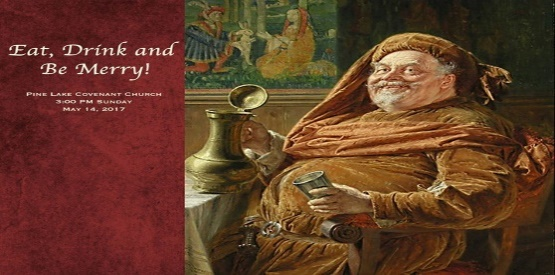 Eat, Drink and
Be Merry!
Pine Lake Covenant Church
3:00 PM Sunday
May 14, 2017